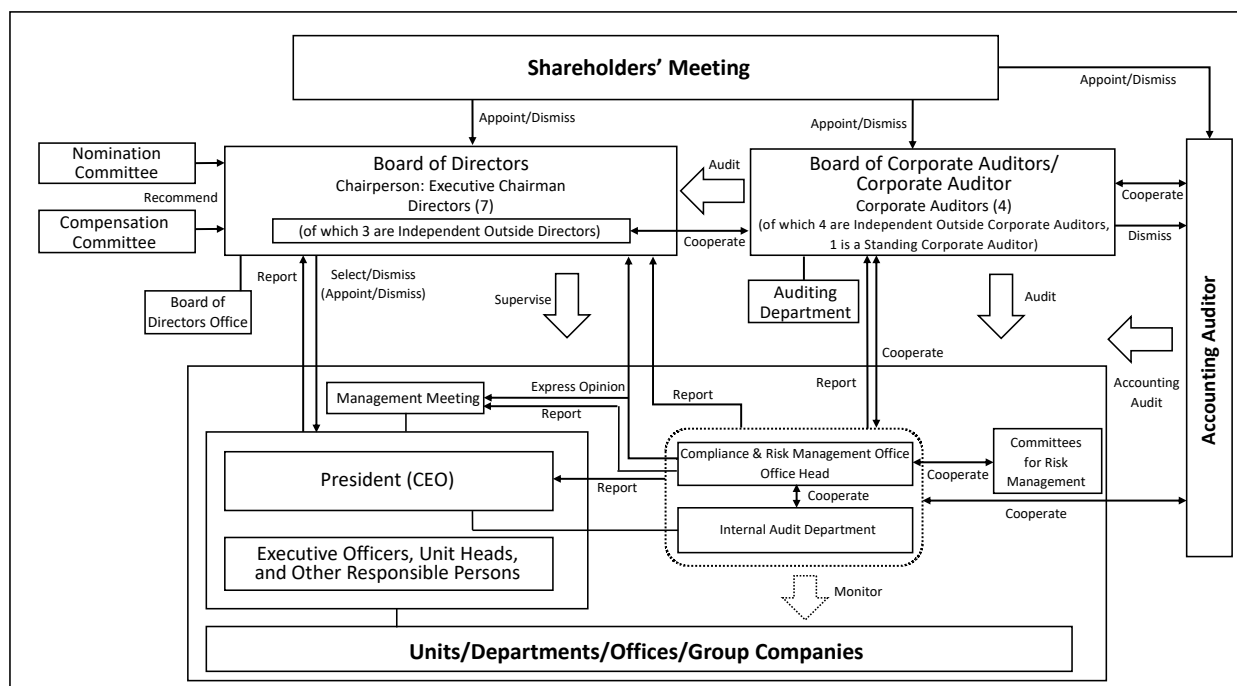 Shareholders’ Meeting
Appoint/Dismiss
Appoint/Dismiss
Appoint/Dismiss
Nomination
Committee
Recommend
Compensation
Committee
Board of Directors
Chairperson: Executive Chairman
Directors (7)
(of which 3 are Independent Outside Directors)
Audit
Cooperate
Board of Corporate Auditors/
Corporate Auditor
Corporate Auditors (4)
(of which 4 are Independent Outside Corporate Auditors,
1 is a Standing Corporate Auditor)
Cooperate
Dismiss
Accounting Auditor
Board of
Directors Office
Report
Select/Dismiss
(Appoint/Dismiss)
Supervise
Auditing
Department
Audit
Cooperate
Report
Accounting
Audit
Management Meeting
Express Opinion
Report
Report
President (CEO)
Report
Compliance & Risk Management Office
Office Head
Cooperate
Internal Audit Department
Cooperate
Committees
for Risk
Management
Cooperate
Executive Officers, Unit Heads,
and Other Responsible Persons
Monitor
Units/Departments/Offices/Group Companies